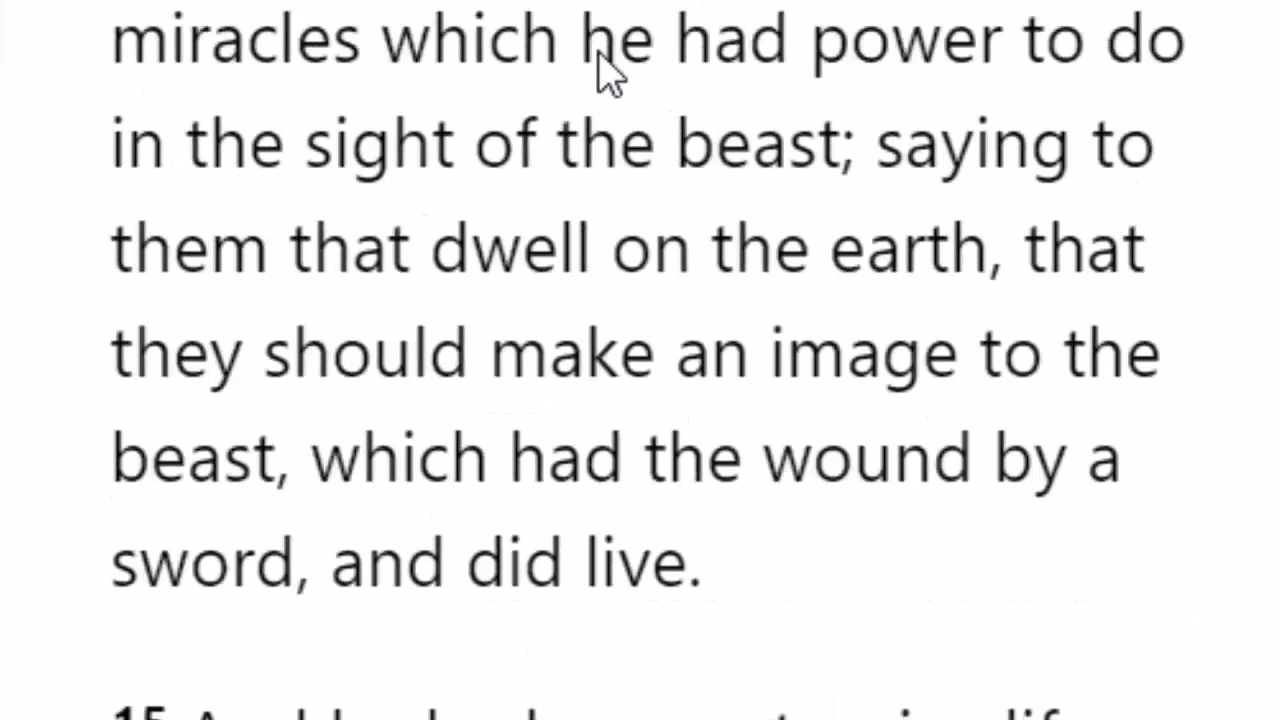 miracles which he had power to do
in the sight of the beast; saying to
them that dwell on the earth, that
they should make an image to the
beast, which had the wound by a
sword, and did live.
15